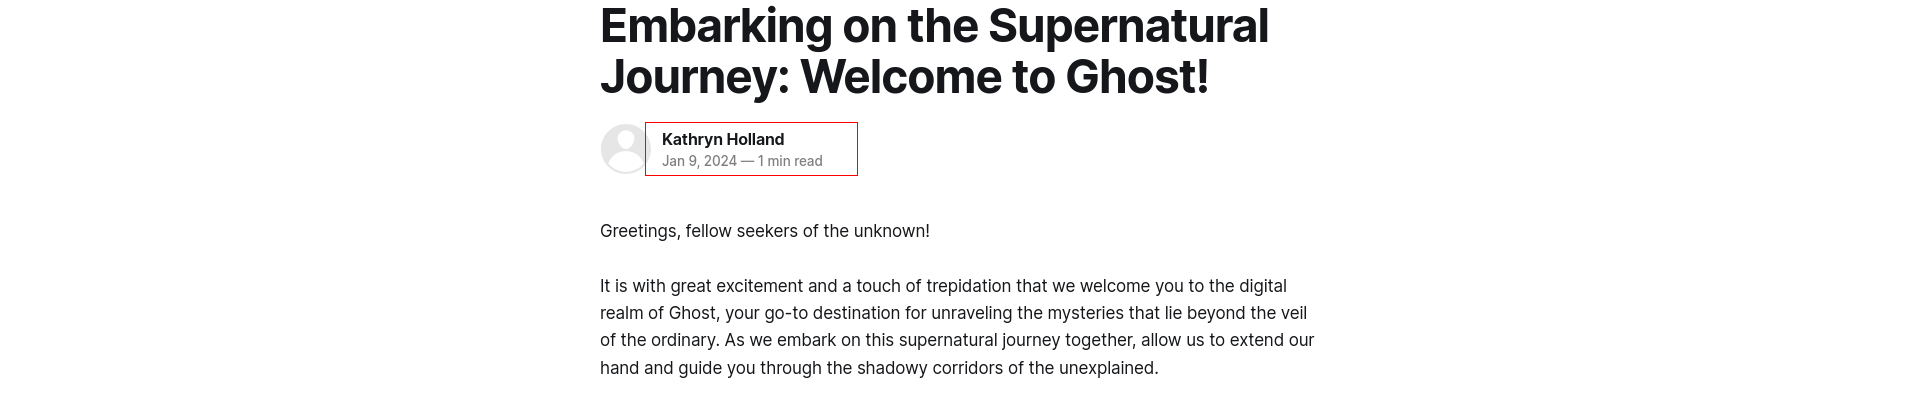 Embarking on the Supernatural
Journey: Welcome to Ghost!
Kathryn Holland
Jan 9, 2024 — 1 min read
Greetings, fellow seekers of the unknown!
It is with great excitement and a touch of trepidation that we welcome you to the digital
realm of Ghost, your go-to destination for unraveling the mysteries that lie beyond the veil
of the ordinary. As we embark on this supernatural journey together, allow us to extend our
hand and guide you through the shadowy corridors of the unexplained.